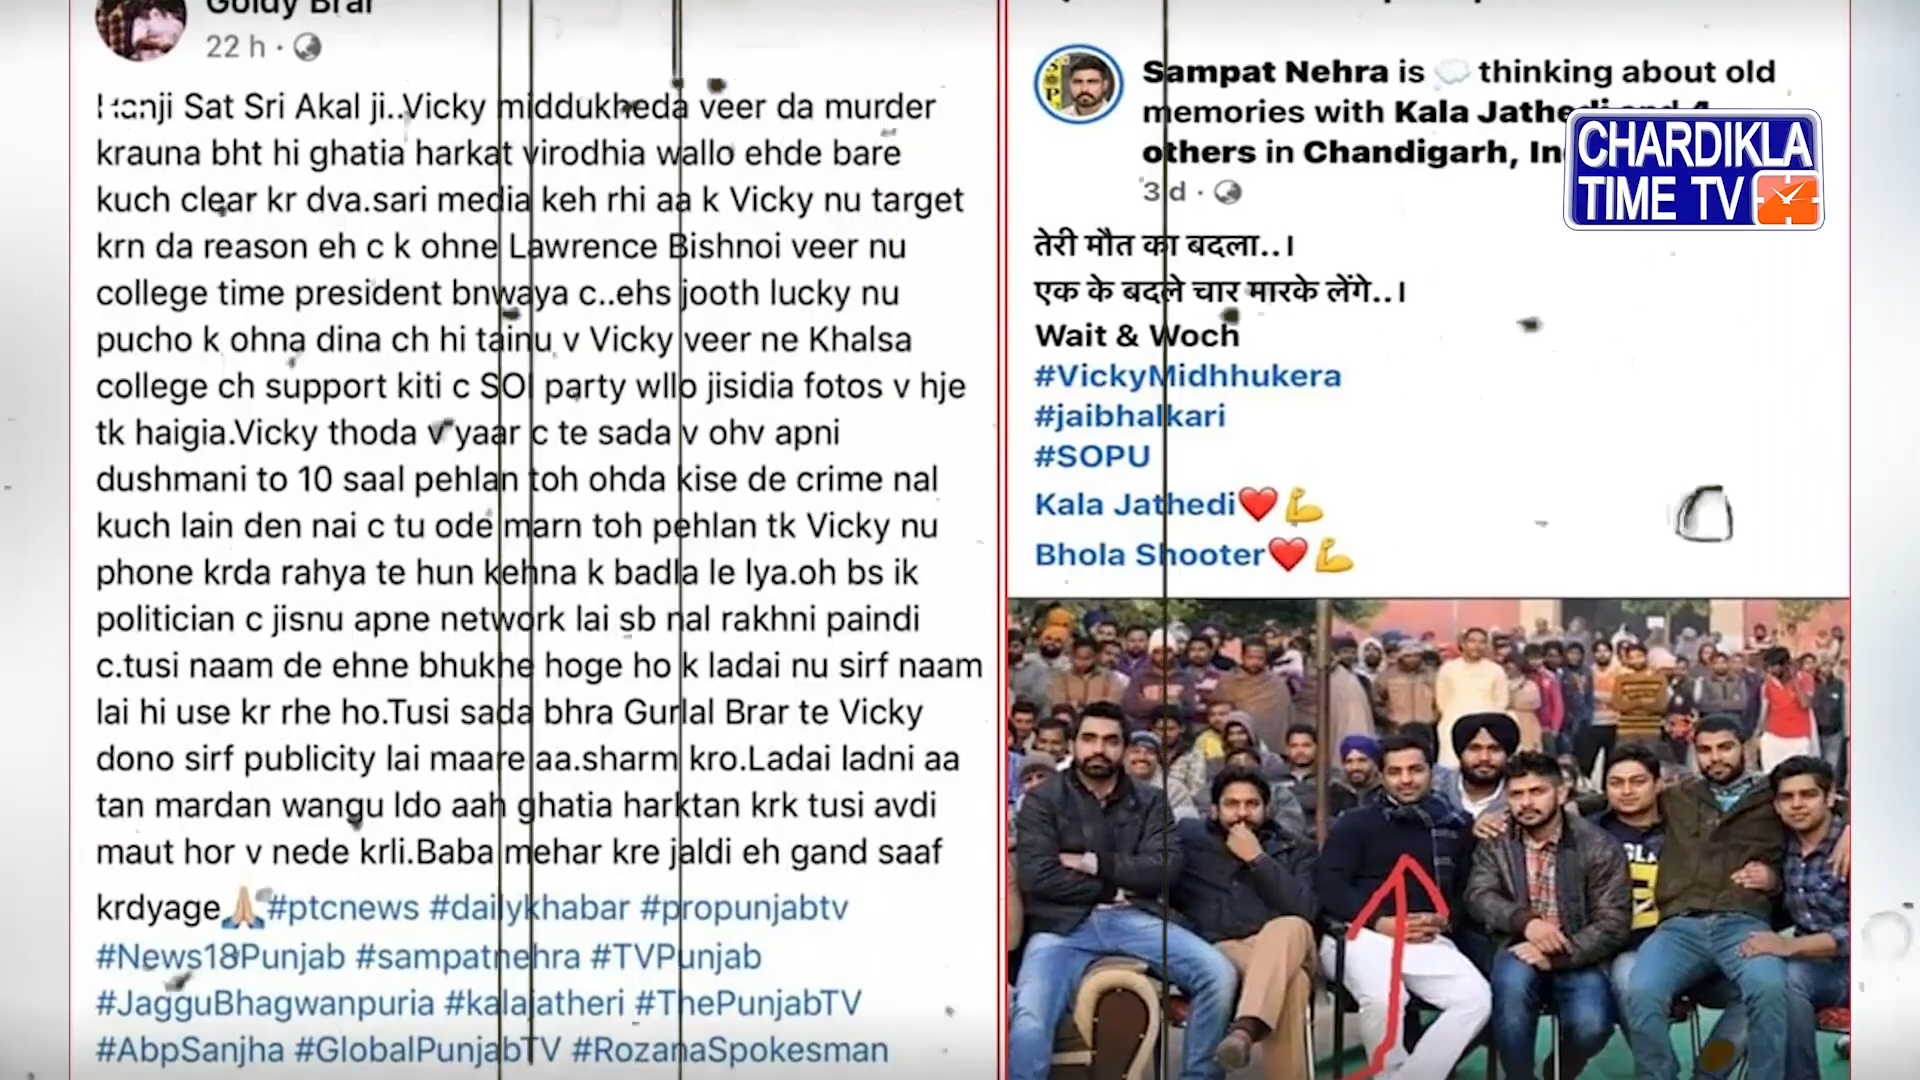 Goldy Brar
22 h ·
Hanji Sat Sri Akal ji..Vicky middukheda veer da murder
krauna bht hi ghatia harkat virodhia wallo ehde bare
kuch clear kr dva.sari media keh rhi aa k Vicky nu target
krn da reason eh c k ohne Lawrence Bishnoi veer nu
college time president bnwaya c..ehs jooth lucky nu
pucho k ohna dina ch hi tainu v Vicky veer ne Khalsa
college ch support kiti c SOI party wllo jisidia fotos v hje
tk haigia.Vicky thoda v yaar c te sada v ohv apni
dushmani to 10 saal pehlan toh ohda kise de crime nal
kuch lain den nai c tu ode marn toh pehlan tk Vicky nu
phone krda rahya te hun kehna k badla le lya.oh bs ik
politician c jisnu apne network lai sb nal rakhni paindi
c.tusi naam de ehne bhukhe hoge ho k ladai nu sirf naam
lai hi use kr rhe ho.Tusi sada bhra Gurlal Brar te Vicky
dono sirf publicity lai maare aa.sharm kro.Ladai ladni aa
tan mardan wangu ldo aah ghatia harktan krk tusi avdi
maut hor v nede krli.Baba mehar kre jaldi eh gand saaf
krdyage🙏🏼#ptcnews #dailykhabar #propunjabtv
#News18Punjab #sampatnehra #TVPunjab
#JagguBhagwanpuria #kalajatheri #ThePunjabTV
#AbpSanjha #GlobalPunjabTV #RozanaSpokesman
Sampat Nehra is 💭 thinking about old
memories with Kala Jathedi and 4
others in Chandigarh,
3 d ·
तेरी मौत का बदला..।
एक के बदले चार मारके लेंगे..।
Wait & Woch
#VickyMidhhukera
#jaibhalkari
#SOPU
Kala Jathedi❤️💪
Bhola Shooter❤️💪
CHARDIKLA
TIME TV